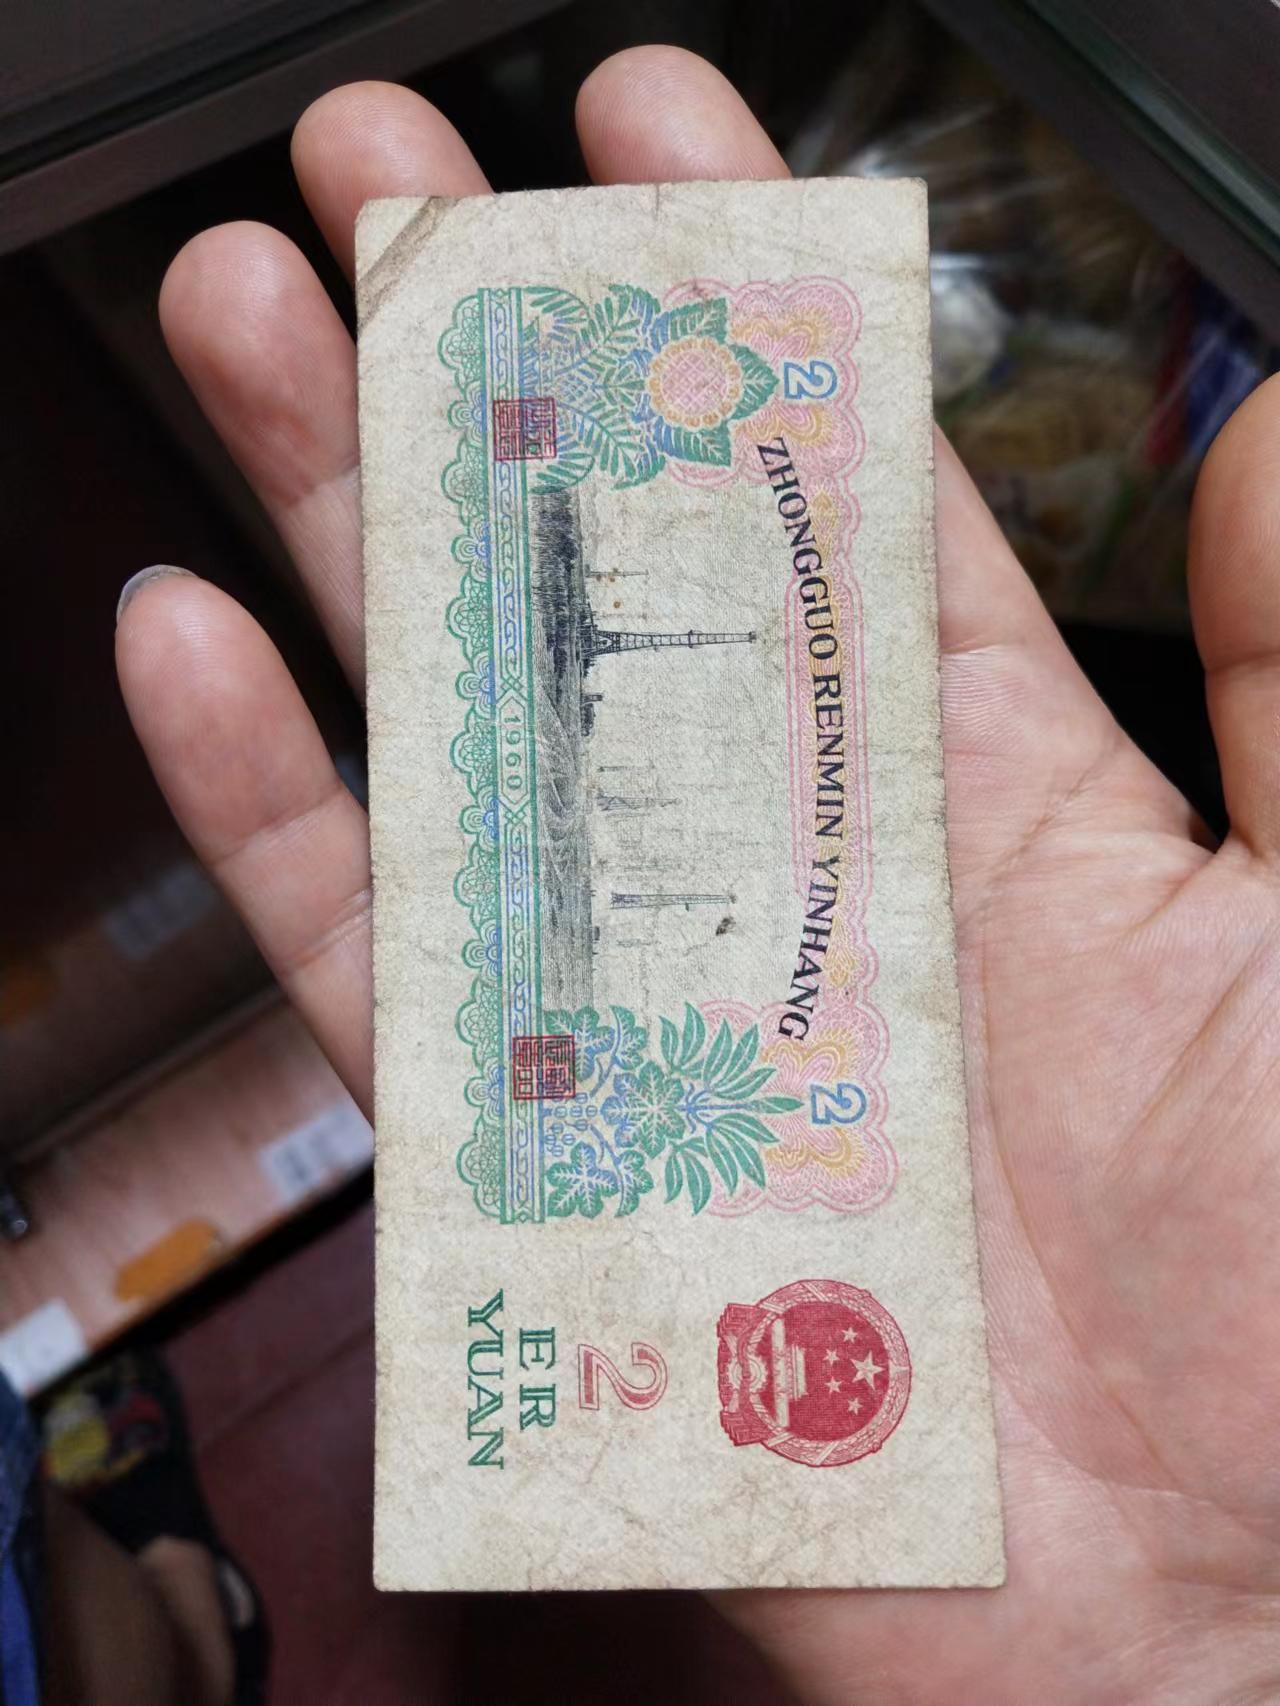 ZHONGGUO RENMIN YINHANG
2
2
1960
2
ER
YUAN